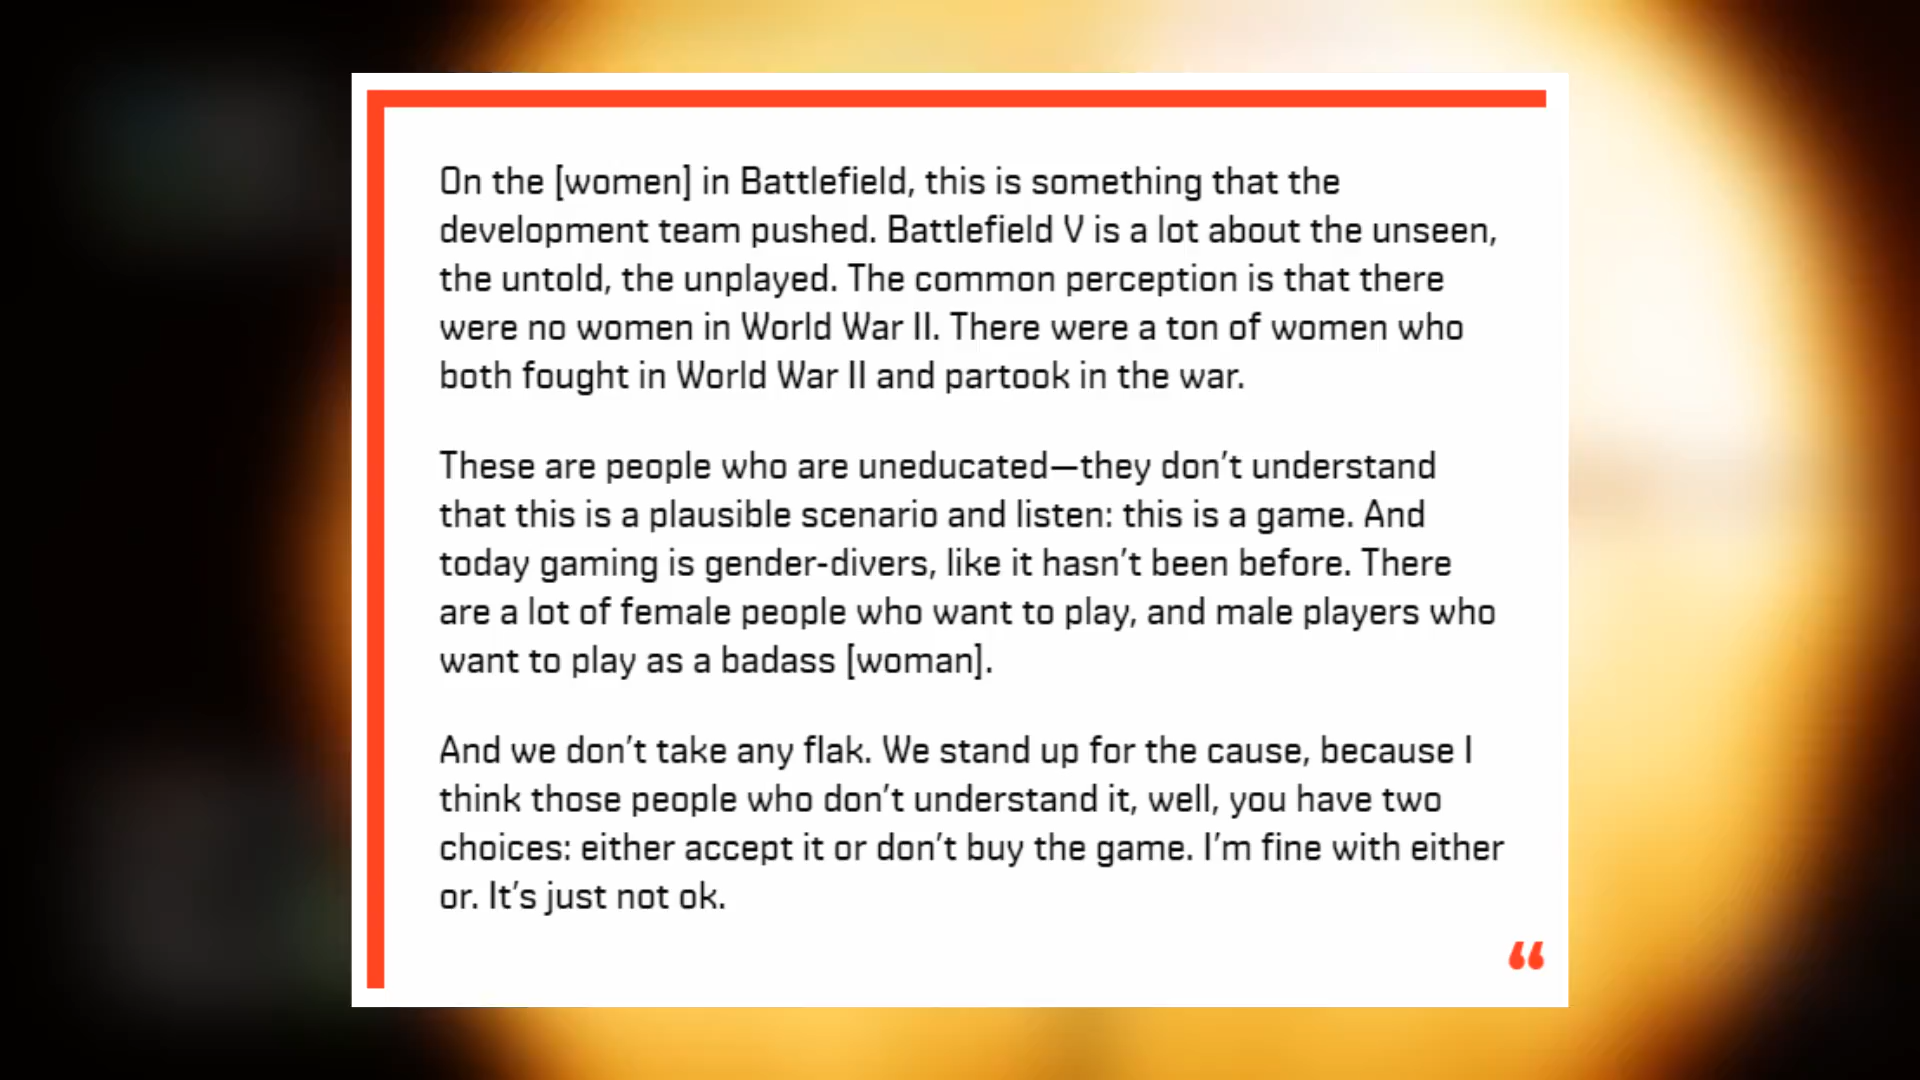 On the [women] in Battlefield, this is something that the
development team pushed. Battlefield V is a lot about the unseen,
the untold, the unplayed. The common perception is that there
were no women in World War II. There were a ton of women who
both fought in World War II and partook in the war.
These are people who are uneducated—they don’t understand
that this is a plausible scenario and listen: this is a game. And
today gaming is gender-divers, like it hasn’t been before. There
are a lot of female people who want to play, and male players who
want to play as a badass [woman].
And we don’t take any flak. We stand up for the cause, because I
think those people who don’t understand it, well, you have two
choices: either accept it or don’t buy the game. I’m fine with either
or. It’s just not ok.
“